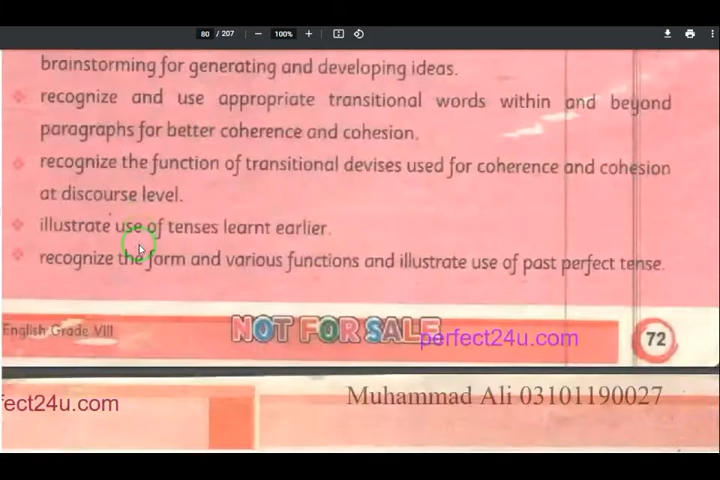 80 / 207 − 100% +
brainstorming for generating and developing ideas.
recognize and use appropriate transitional words within and beyond
paragraphs for better coherence and cohesion.
recognize the function of transitional devises used for coherence and cohesion
at discourse level.
illustrate use of tenses learnt earlier.
recognize the form and various functions and illustrate use of past perfect tense.
English Grade VIII
NOT FOR SALE
perfect24u.com
72
ect24u.com
Muhammad Ali 03101190027